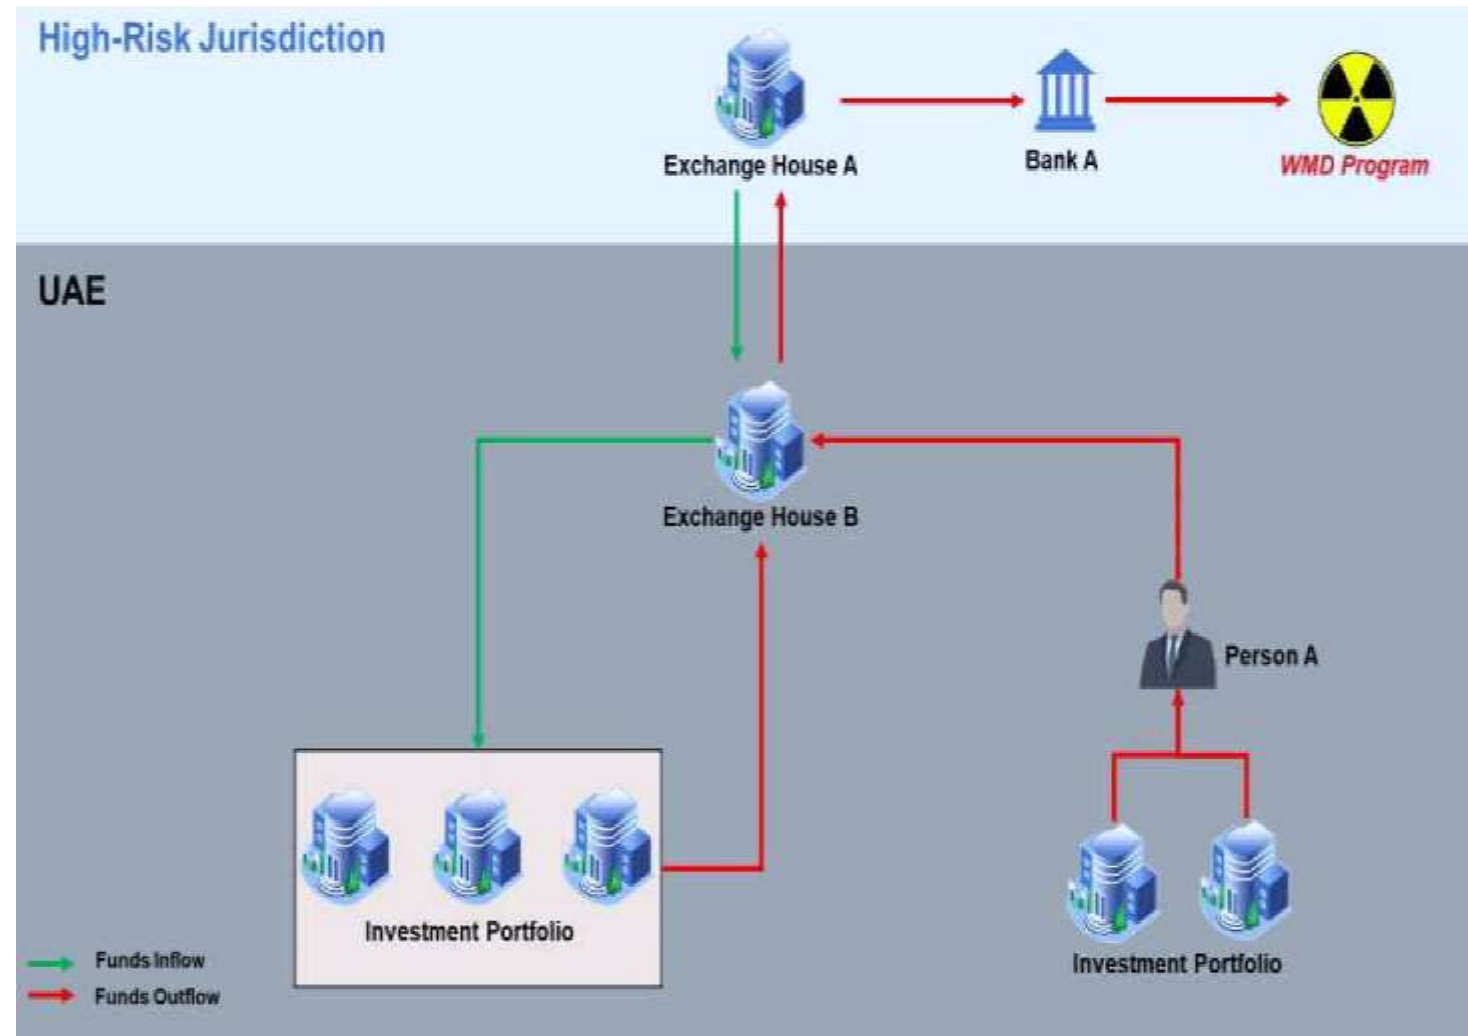 High-Risk Jurisdiction
Exchange House A
Bank A
WMD Program
UAE
Exchange House B
Person A
Investment Portfolio
Investment Portfolio
Funds Inflow
Funds Outflow